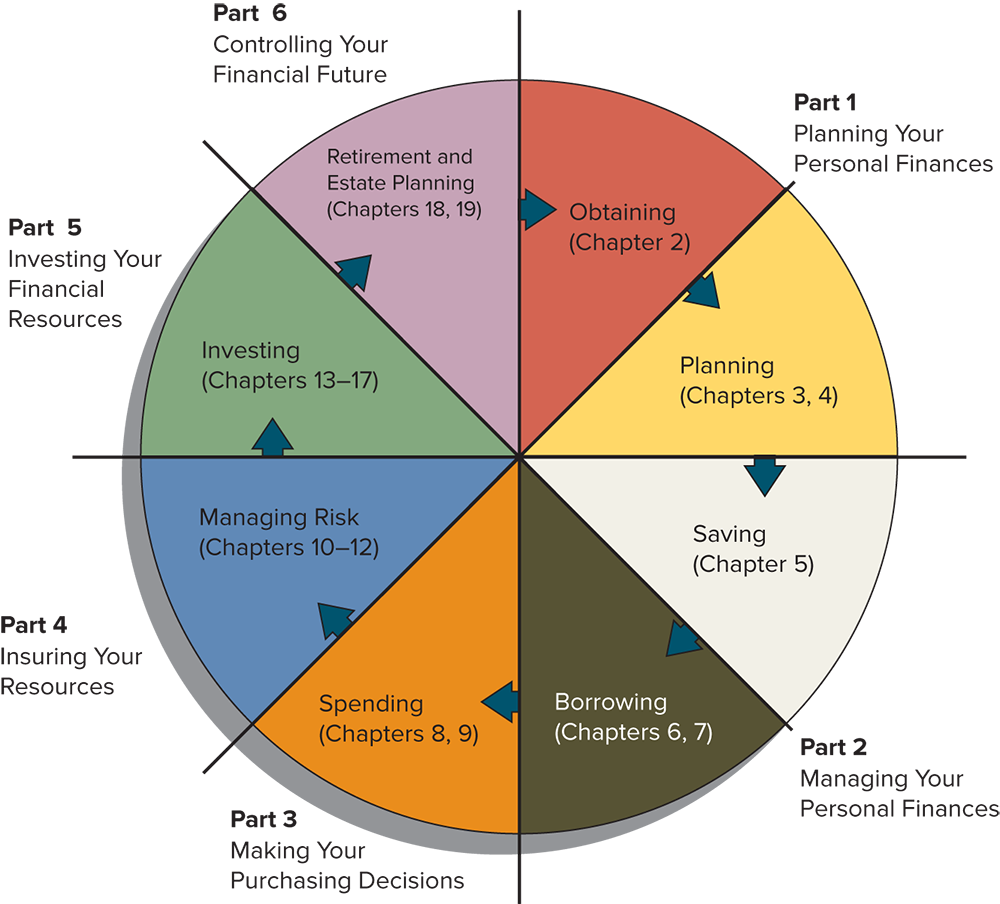 Part 6
Controlling Your
Financial Future
Part 1
Planning Your
Personal Finances
Retirement and
Estate Planning
(Chapters 18, 19)
Obtaining
(Chapter 2)
Part 5
Investing Your
Financial
Resources
Investing
(Chapters 13–17)
Planning
(Chapters 3, 4)
Managing Risk
(Chapters 10–12)
Saving
(Chapter 5)
Part 4
Insuring Your
Resources
Spending
(Chapters 8, 9)
Borrowing
(Chapters 6, 7)
Part 2
Managing Your
Personal Finances
Part 3
Making Your
Purchasing Decisions